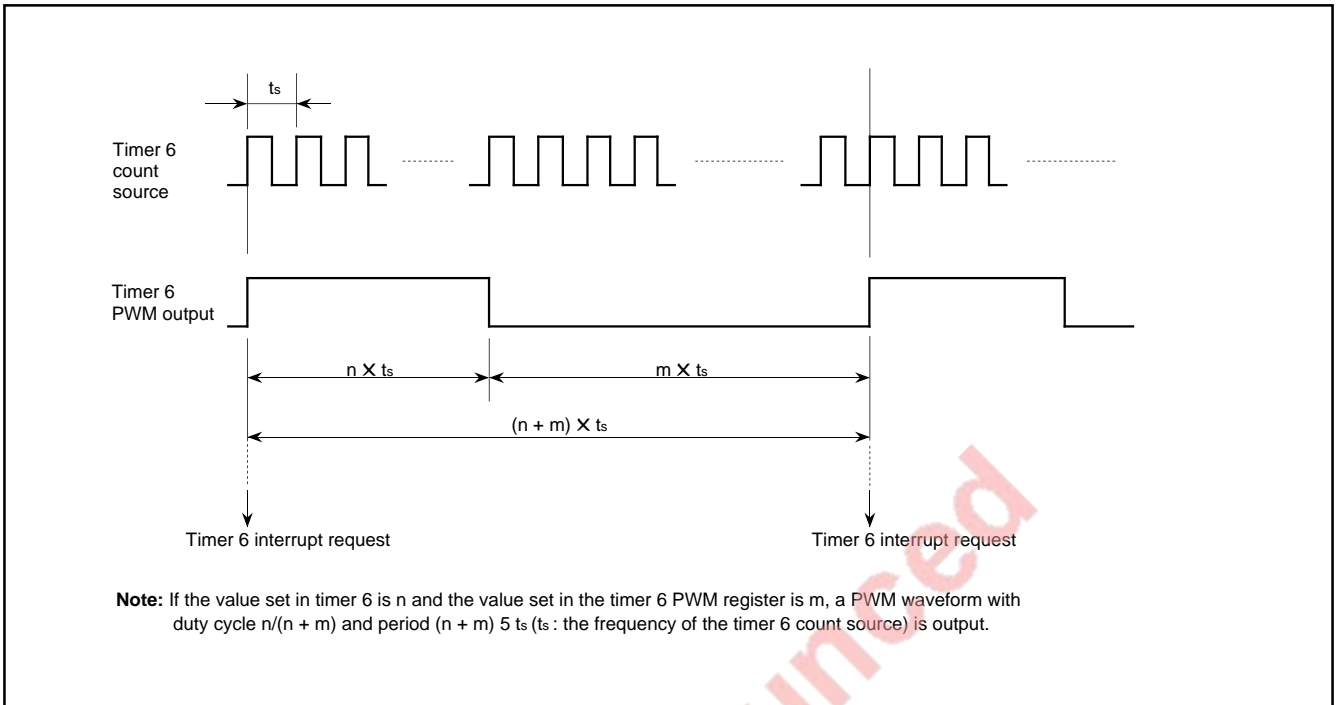 ts
Timer 6
count
source
Timer 6
PWM output
n X ts
m X ts
(n + m) X ts
Timer 6 interrupt request
Timer 6 interrupt request
Note: If the value set in timer 6 is n and the value set in the timer 6 PWM register is m, a PWM waveform with
duty cycle n/(n + m) and period (n + m) 5 ts (ts : the frequency of the timer 6 count source) is output.
unced